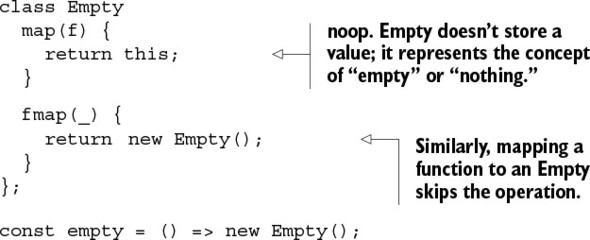 class Empty
map(f) {
return this;
}
noop. Empty doesn’t store a
value; it represents the concept
of “empty” or “nothing.”
fmap(_) {
return new Empty();
}
};
Similarly, mapping a
function to an Empty
skips the operation.
const empty = () => new Empty();